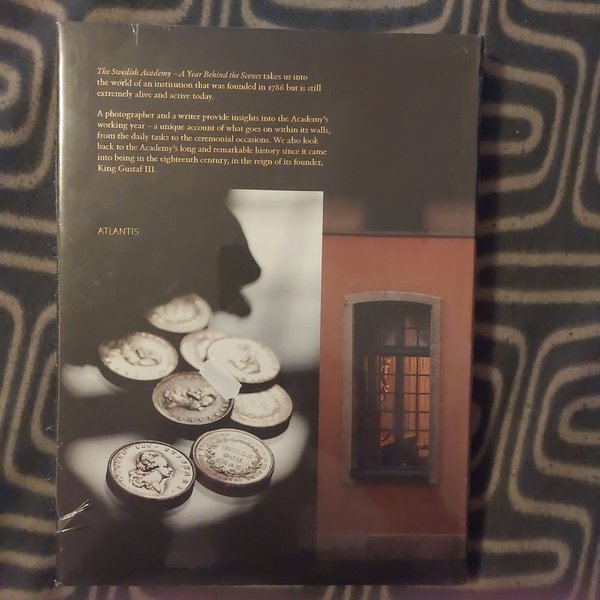 The Swedish Academy – A Year Behind the Scenes takes us into
the world of an institution that was founded in 1786 but is still
extremely alive and active today.
A photographer and a writer provide insights into the Academy's
working year – a unique account of what goes on within its walls,
from the daily tasks to the ceremonial occasions. We also look
back to the Academy's long and remarkable history since it came
into being in the eighteenth century, in the reign of its founder,
King Gustaf III.
ATLANTIS